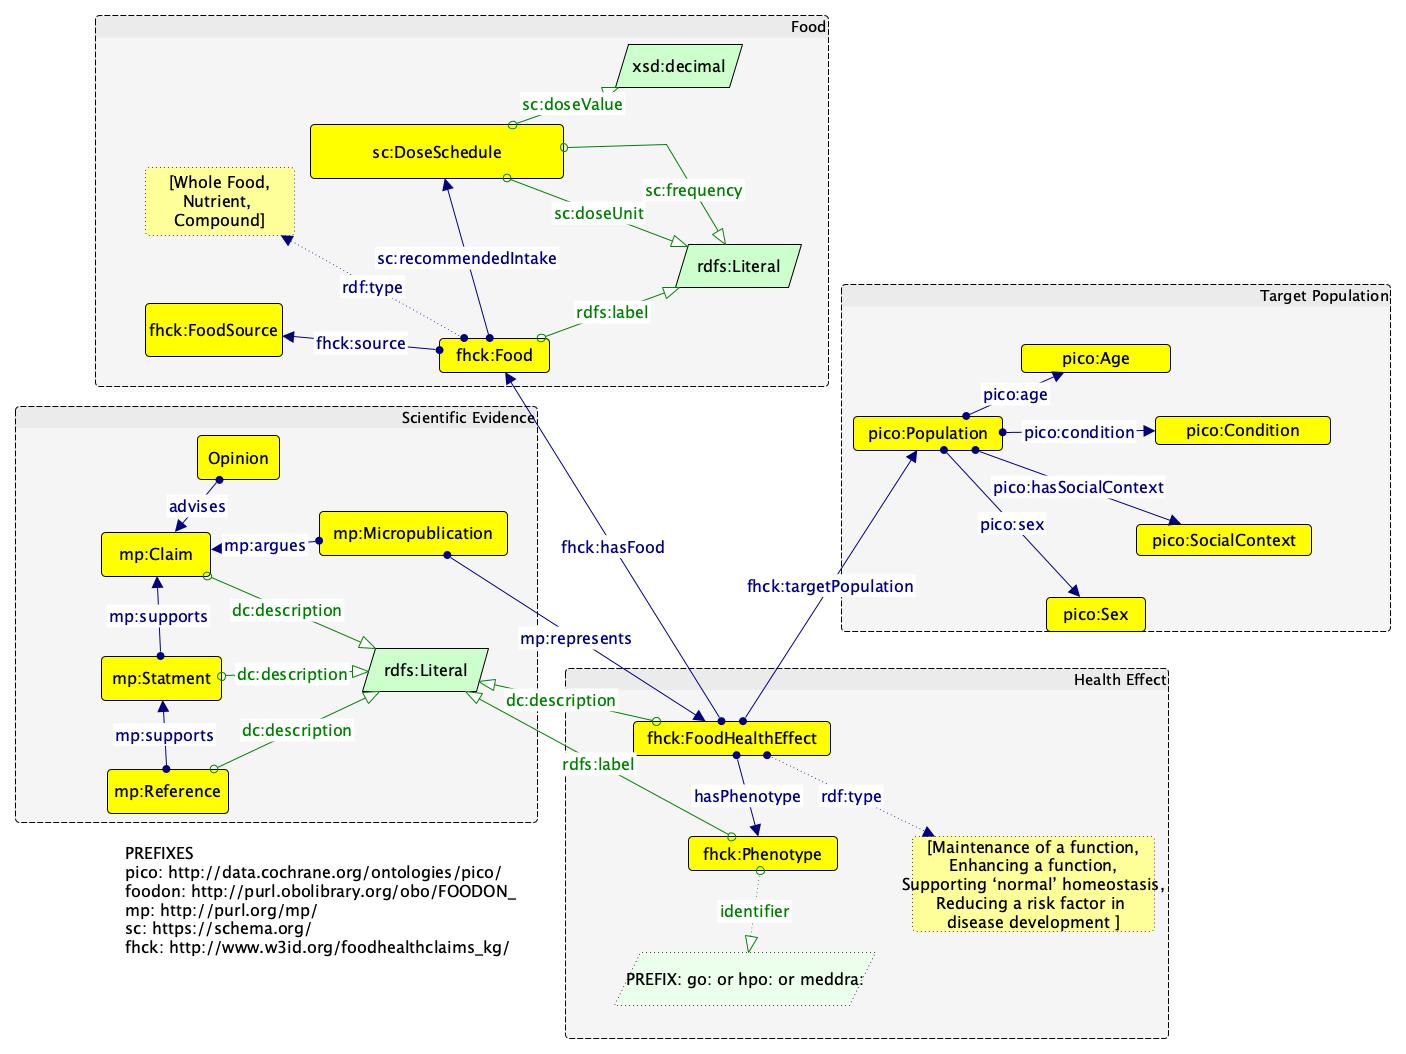 Food
xsd:decimal
sc:doseValue
sc:DoseSchedule
[Whole Food,
Nutrient,
Compound]
sc:frequency
sc:doseUnit
sc:recommendedIntake
rdfs:Literal
rdf:type
rdfs:label
fhck:FoodSource
fhck:source
fhck:Food
Target Population
pico:Age
pico:age
pico:Population
pico:condition
pico:Condition
pico:hasSocialContext
pico:sex
pico:SocialContext
pico:Sex
Scientific Evidence
Opinion
advises
mp:Micropublication
mp:argues
mp:Claim
fhck:hasFood
fhck:targetPopulation
dc:description
mp:supports
mp:represents
rdfs:Literal
mp:Statment
dc:description
dc:description
mp:supports
mp:Reference
Health Effect
dc:description
fhck:FoodHealthEffect
rdfs:label
hasPhenotype
rdf:type
fhck:Phenotype
[Maintenance of a function,
Enhancing a function,
Supporting ‘normal’ homeostasis,
Reducing a risk factor in
disease development ]
identifier
PREFIX: go: or hpo: or meddra:
PREFIXES
pico: http://data.cochrane.org/ontologies/pico/
foodon: http://purl.obolibrary.org/obo/FOODON_
mp: http://purl.org/mp/
sc: https://schema.org/
fhck: http://www.w3id.org/foodhealthclaims_kg/